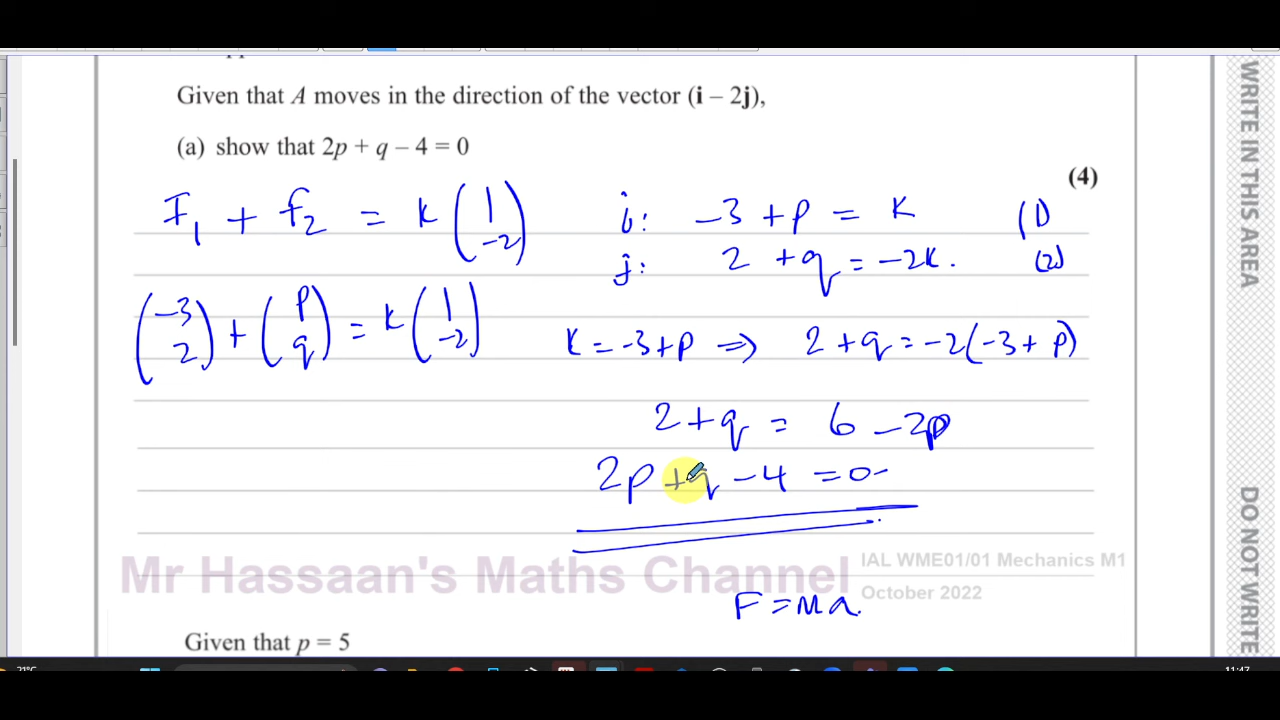 Given that A moves in the direction of the vector (i – 2j),
(a) show that 2p + q – 4 = 0
(4)
F₁ + F₂ = k (1 -2)
(-3 2) + (p q) = k (1 -2)
i: -3 + p = k (1)
j: 2 + q = -2k. (2)
k = -3+p ⇒ 2 + q = -2(-3 + p)
2 + q = 6 - 2p
2p + q - 4 = 0
Mr Hassaan's Maths Channel
IAL WME01/01 Mechanics M1
October 2022
F = ma.
Given that p = 5
WRITE IN THIS AREA
DO NOT WRITE
21°C
11:47